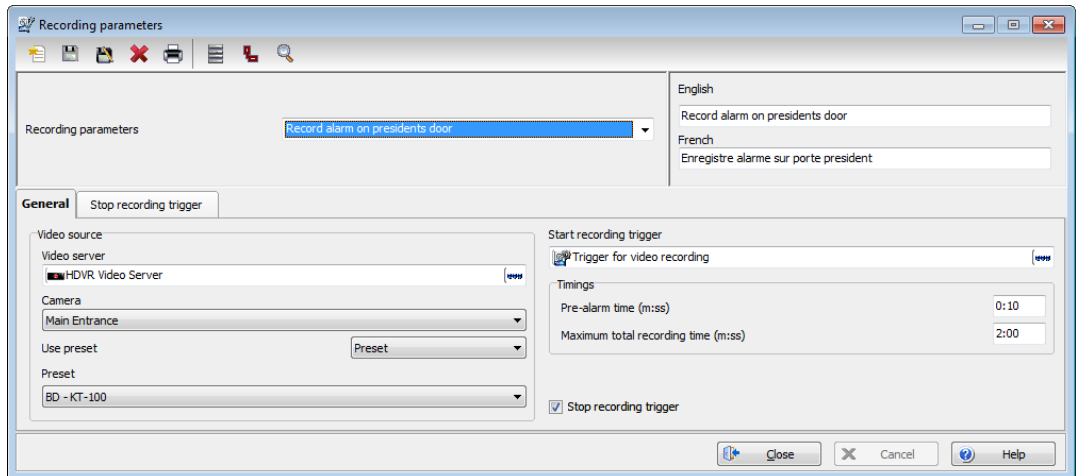 Recording parameters
English
Record alarm on presidents door
French
Enregistre alarme sur porte president
Recording parameters
Record alarm on presidents door
General
Stop recording trigger
Video source
Video server
HDVR Video Server
Camera
Main Entrance
Use preset
Preset
Preset
BD - KT-100
Start recording trigger
Trigger for video recording
Timings
Pre-alarm time (m:ss)
0:10
Maximum total recording time (m:ss)
2:00
Stop recording trigger
Close
Cancel
Help